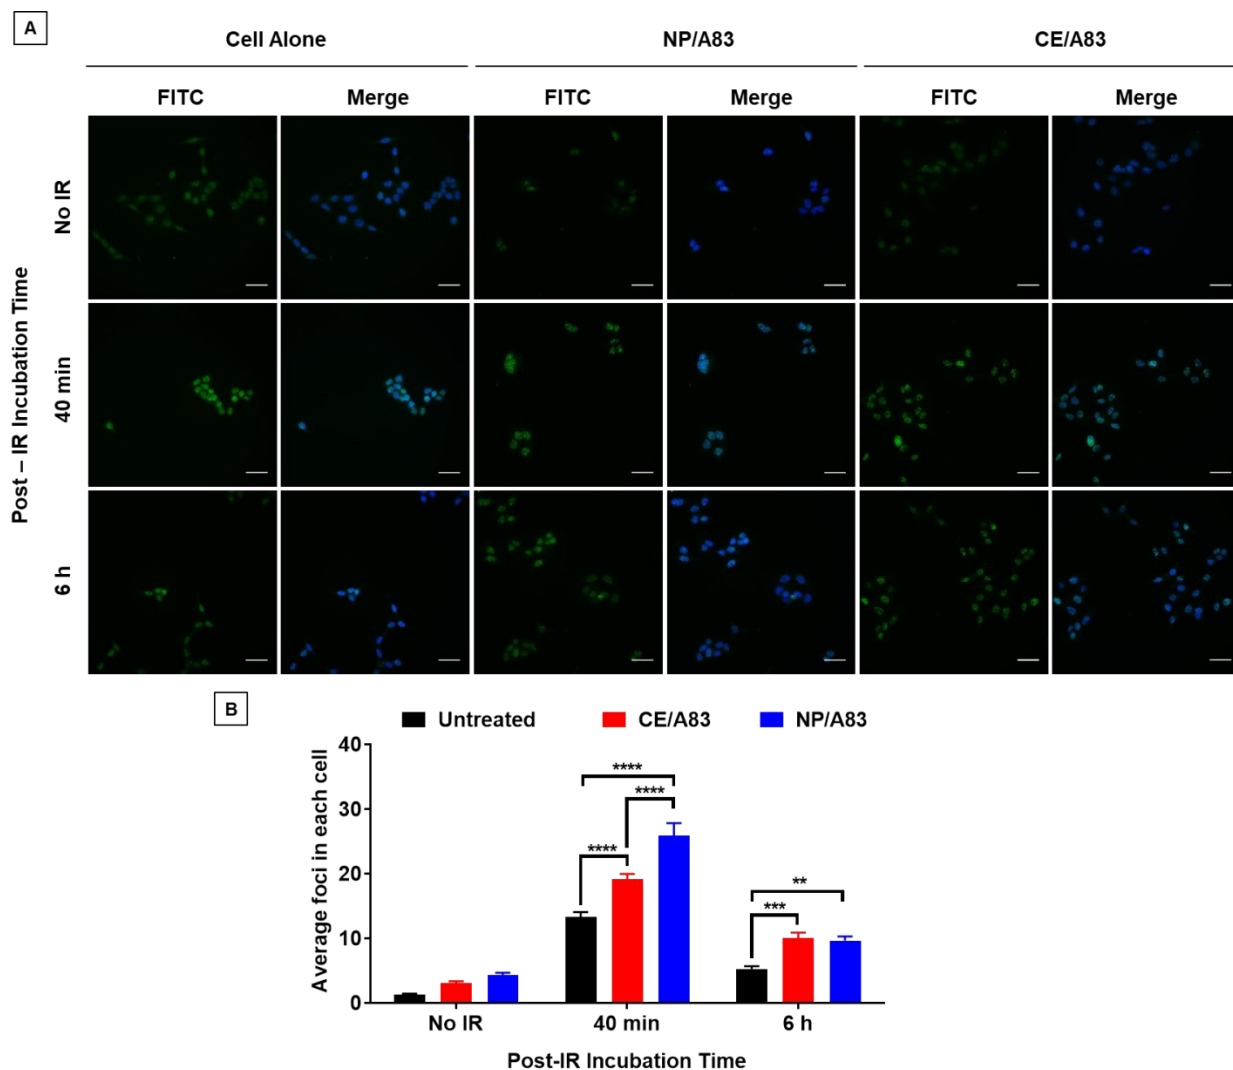 A
Cell Alone NP/A83 CE/A83
FITC Merge FITC Merge FITC Merge
Post – IR Incubation Time
No IR
40 min
6 h
B
Untreated CE/A83 NP/A83
Average foci in each cell
40
30
20
10
0
****
****
****
**
***
No IR 40 min 6 h
Post-IR Incubation Time